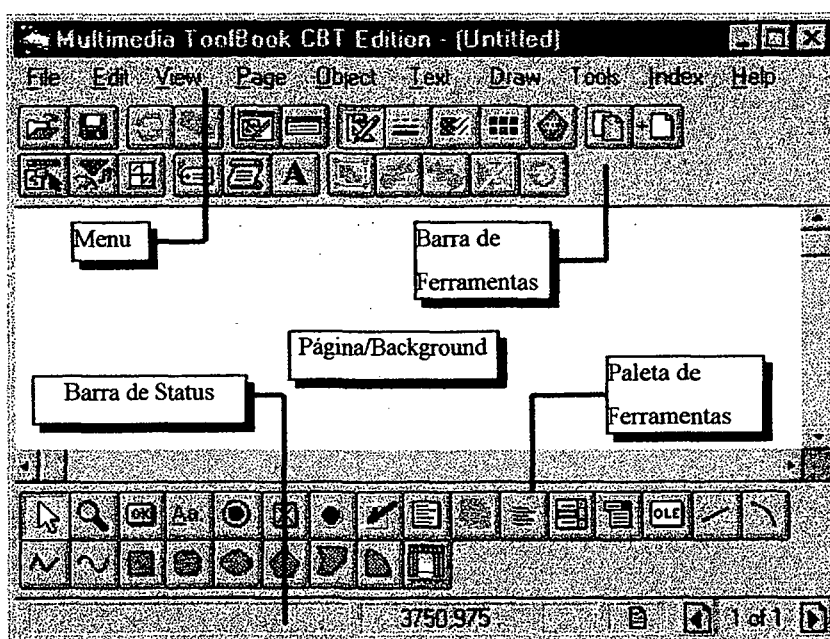 Multimedia ToolBook CBT Edition - [Untitled]
File Edit View Page Object Text Draw Tools Index Help
A
Menu
Barra de
Ferramentas
Página/Background
Barra de Status
Paleta de
Ferramentas
OK Aa OLE
3750,975 1 of 1